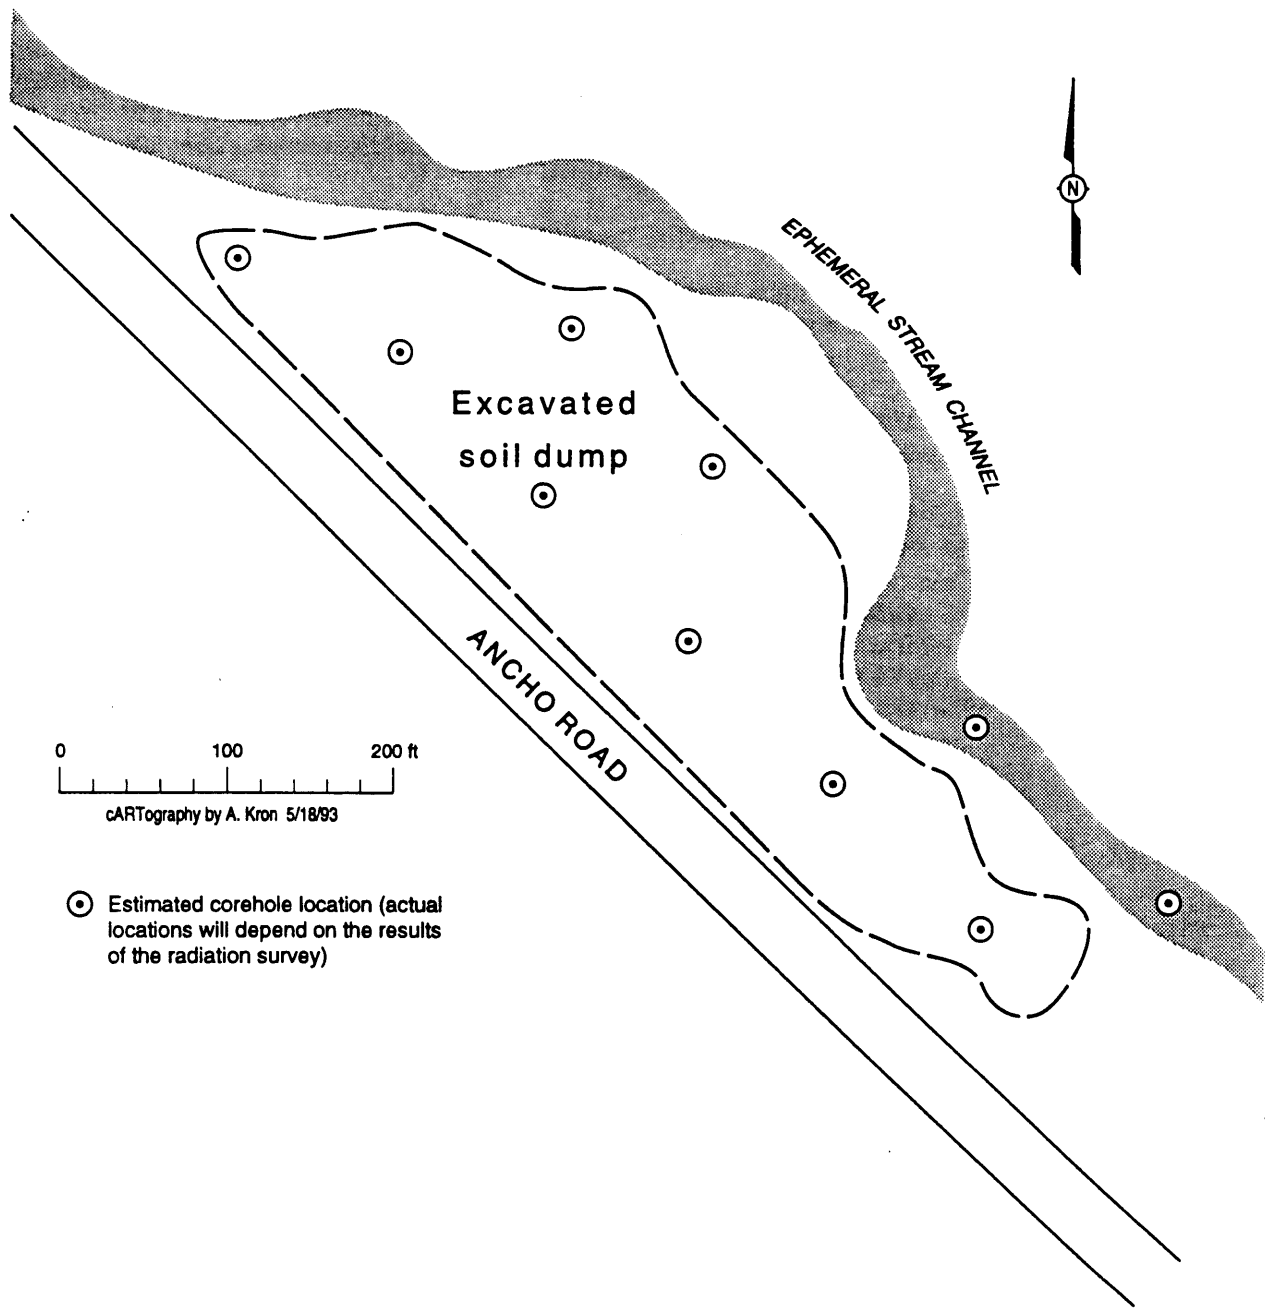 N
EPHEMERAL STREAM CHANNEL
Excavated
soil dump
ANCHO ROAD
0 100 200 ft
cARTography by A. Kron 5/18/93
Estimated corehole location (actual
locations will depend on the results
of the radiation survey)